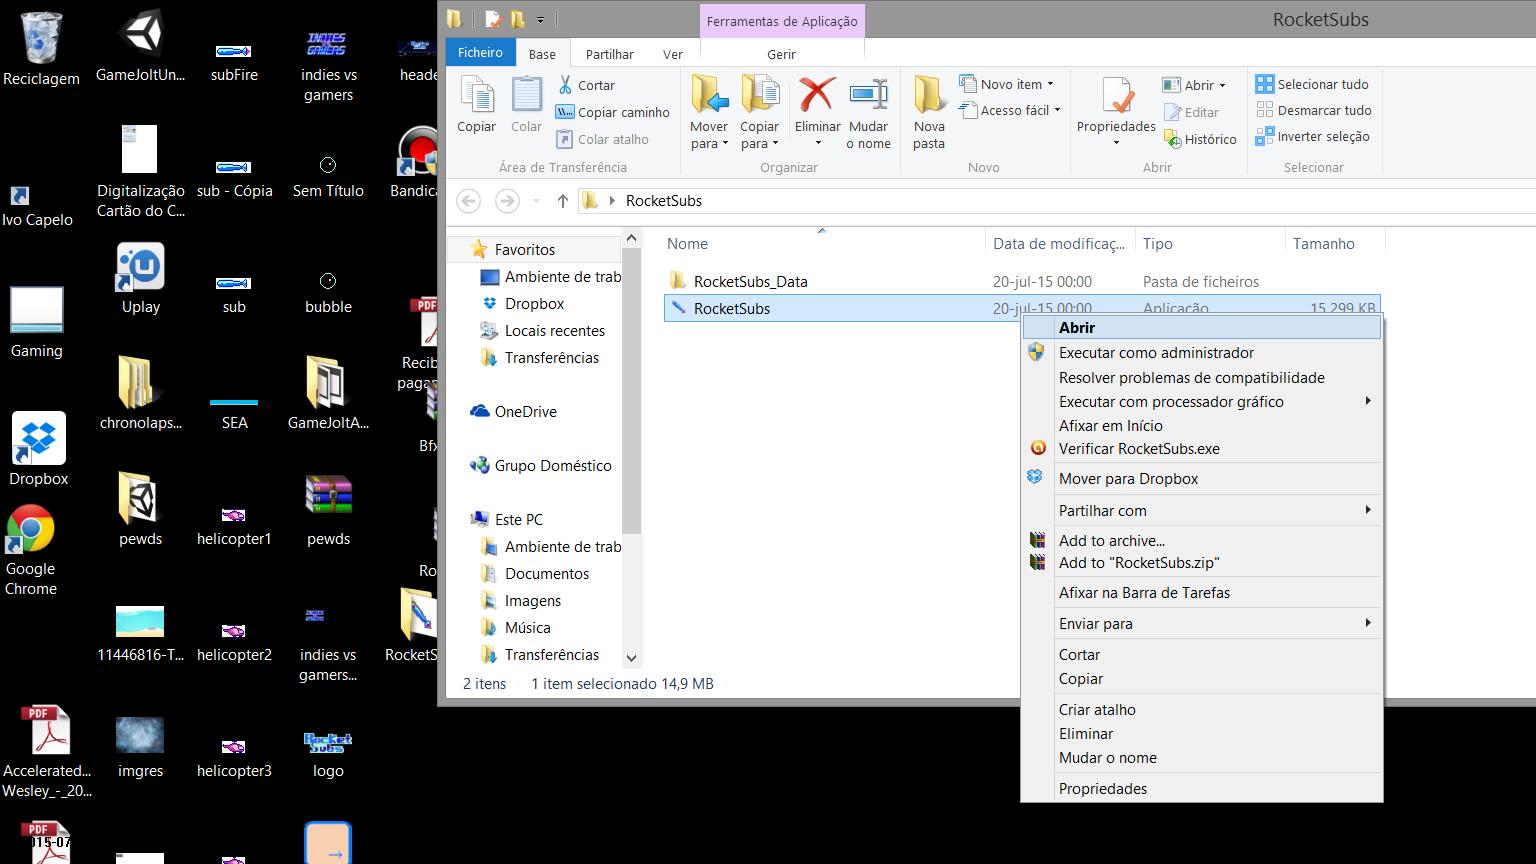 Reciclagem
GameJoltUn...
subFire
indies vs
gamers
heade
Digitalização
Cartão do C...
sub - Cópia
Sem Título
Bandica
Ivo Capelo
Uplay
sub
bubble
Gaming
Recib
paga
chronolaps...
SEA
GameJoltA...
Bfx
Dropbox
pewds
helicopter1
pewds
Google
Chrome
Ro
11446816-T...
helicopter2
indies vs
gamers...
RocketS
Accelerated...
Wesley_-_20...
imgres
helicopter3
logo
PDF
PDF
PDF
015-07
INDIES
VS
GAMERS
Rocket
Subs
Ferramentas de Aplicação
RocketSubs
Ficheiro
Base
Partilhar
Ver
Gerir
Copiar
Colar
Cortar
Copiar caminho
Colar atalho
Área de Transferência
Mover
para
Copiar
para
Eliminar
Mudar
o nome
Organizar
Nova
pasta
Novo item
Acesso fácil
Novo
Propriedades
Abrir
Editar
Histórico
Abrir
Selecionar tudo
Desmarcar tudo
Inverter seleção
Selecionar
RocketSubs
Favoritos
Ambiente de trab
Dropbox
Locais recentes
Transferências
OneDrive
Grupo Doméstico
Este PC
Ambiente de trab
Documentos
Imagens
Música
Transferências
Nome
Data de modificaç...
Tipo
Tamanho
RocketSubs_Data
20-jul-15 00:00
Pasta de ficheiros
RocketSubs
20-jul-15 00:00
Aplicação
15 299 KB
Abrir
Executar como administrador
Resolver problemas de compatibilidade
Executar com processador gráfico
Afixar em Início
Verificar RocketSubs.exe
Mover para Dropbox
Partilhar com
Add to archive...
Add to "RocketSubs.zip"
Afixar na Barra de Tarefas
Enviar para
Cortar
Copiar
Criar atalho
Eliminar
Mudar o nome
Propriedades
2 itens
1 item selecionado 14,9 MB